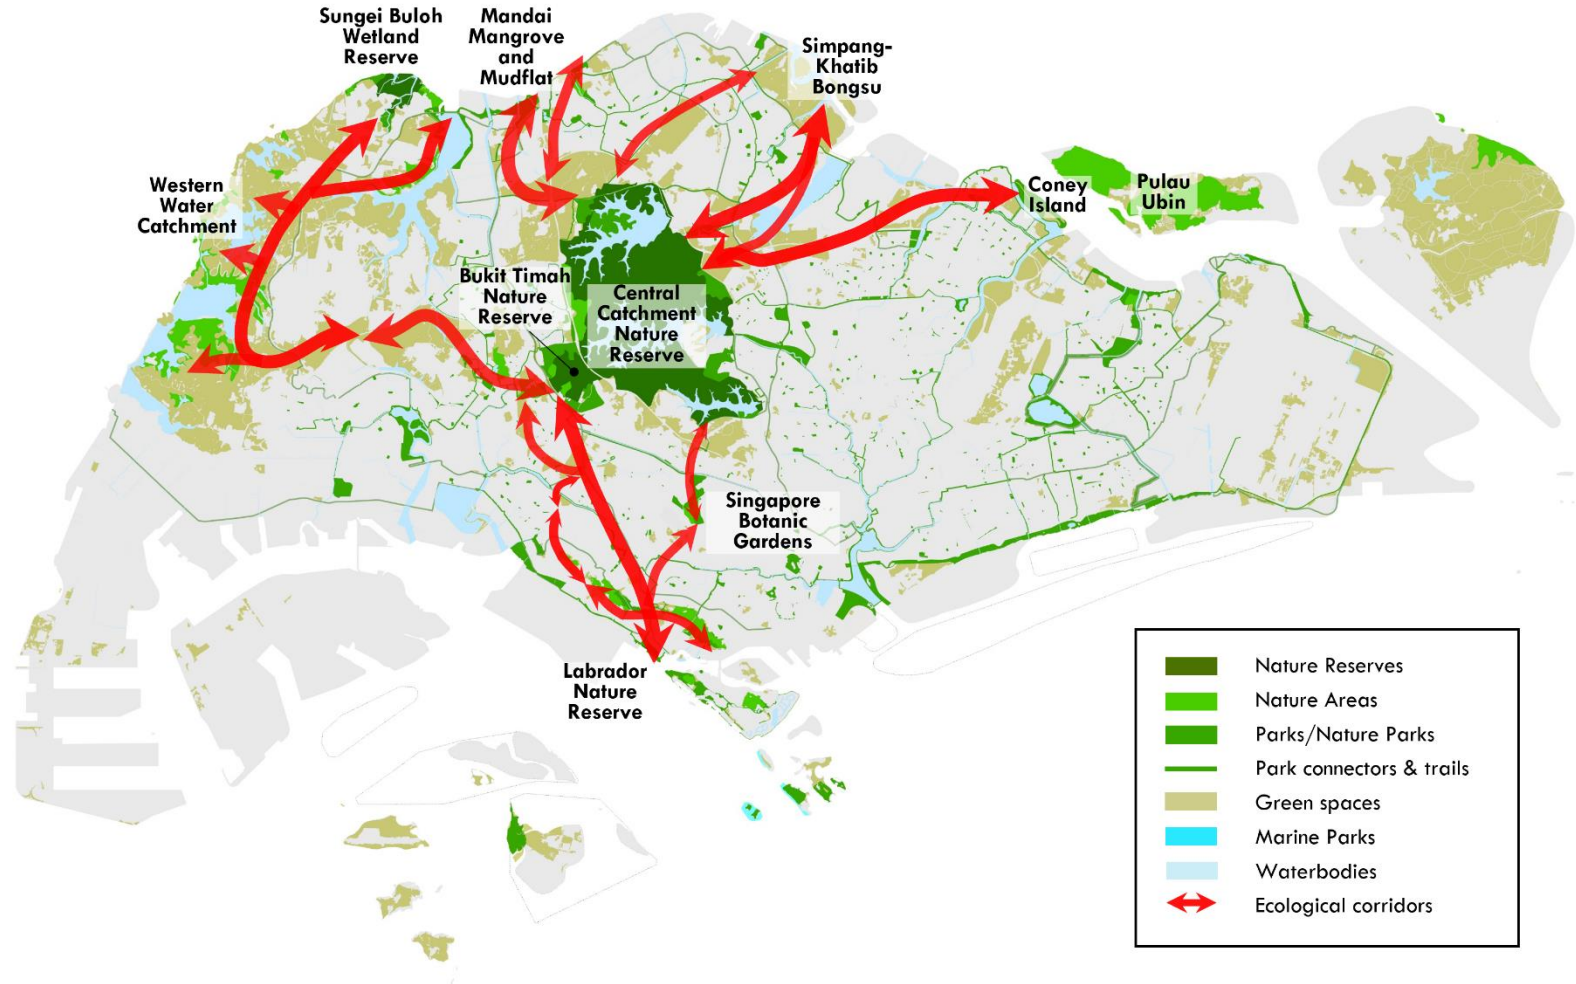 Sungei Buloh
Wetland
Reserve
Mandai
Mangrove
and
Mudflat
Simpang-
Khatib
Bongsu
Western
Water
Catchment
Coney
Island
Pulau
Ubin
Bukit Timah
Nature
Reserve
Central
Catchment
Nature
Reserve
Singapore
Botanic
Gardens
Labrador
Nature
Reserve
Nature Reserves
Nature Areas
Parks/Nature Parks
Park connectors & trails
Green spaces
Marine Parks
Waterbodies
Ecological corridors